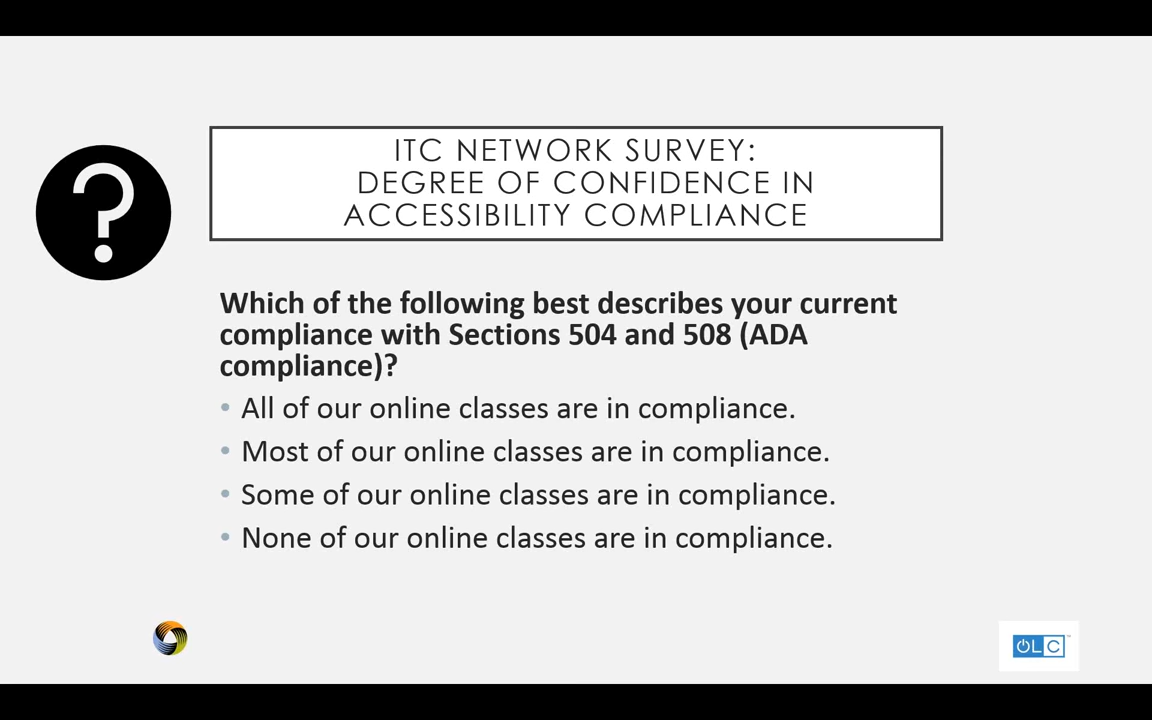 ITC NETWORK SURVEY:
DEGREE OF CONFIDENCE IN
ACCESSIBILITY COMPLIANCE
?
Which of the following best describes your current
compliance with Sections 504 and 508 (ADA
compliance)?
• All of our online classes are in compliance.
• Most of our online classes are in compliance.
• Some of our online classes are in compliance.
• None of our online classes are in compliance.
OLC™